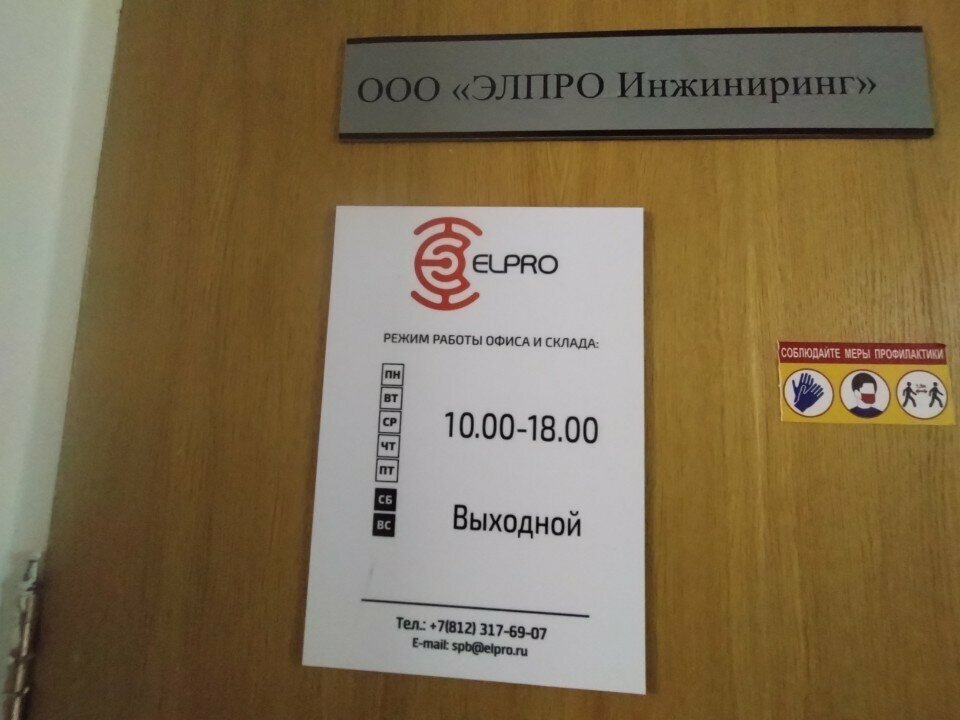 ООО «ЭЛПРО Инжиниринг»
ELPRO
РЕЖИМ РАБОТЫ ОФИСА И СКЛАДА:
ПН
ВТ
СР
ЧТ
ПТ
10.00-18.00
СБ
ВС
Выходной
Тел.: +7(812) 317-69-07
E-mail: spb@elpro.ru
СОБЛЮДАЙТЕ МЕРЫ ПРОФИЛАКТИКИ